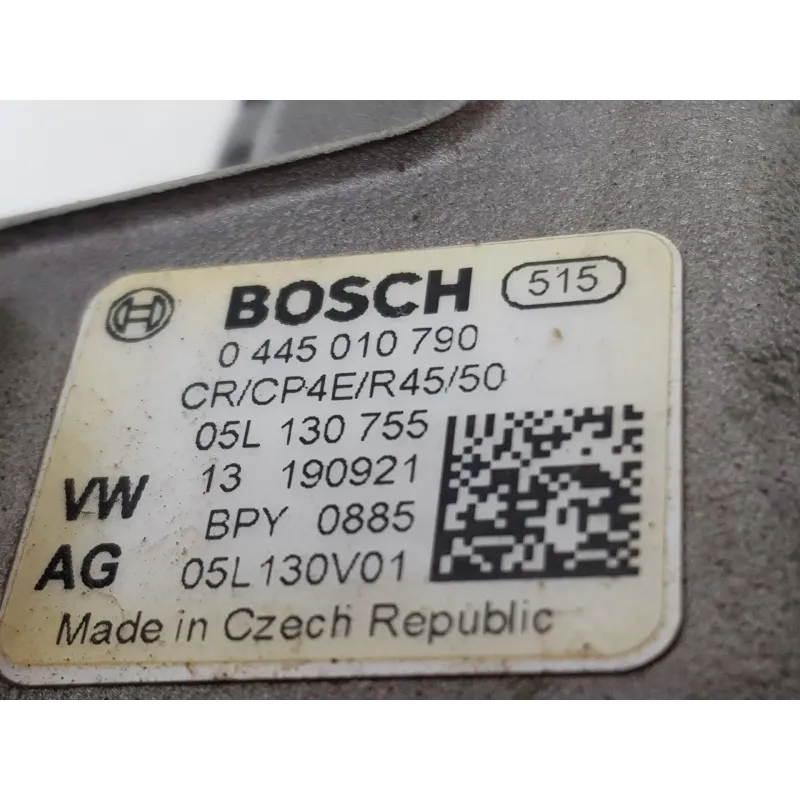 BOSCH 515
0 445 010 790
CR/CP4E/R45/50
05L 130 755
VW 13 190921
BPY 0885
AG 05L130V01
Made in Czech Republic